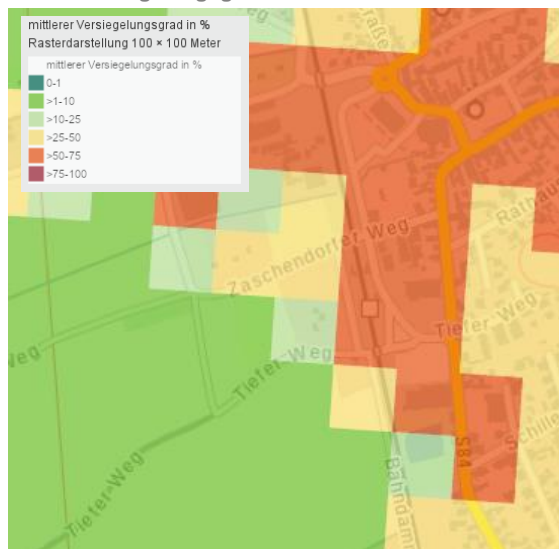 mittlerer Versiegelungsgrad in %
Rasterdarstellung 100 × 100 Meter
mittlerer Versiegelungsgrad in %
0-1
>1-10
>10-25
>25-50
>50-75
>75-100
Zaschendorfer Weg
Tiefer-Weg
Tiefer-Weg
Weg
Tiefer-Weg
S84
Bahndamm